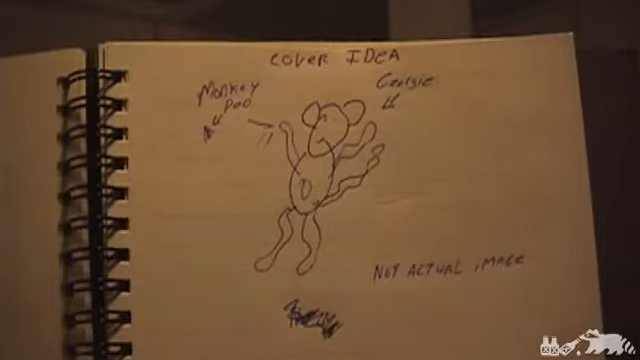 COVER IDEA
Monkey
Poo
Georgie
NOT ACTUAL IMAGE